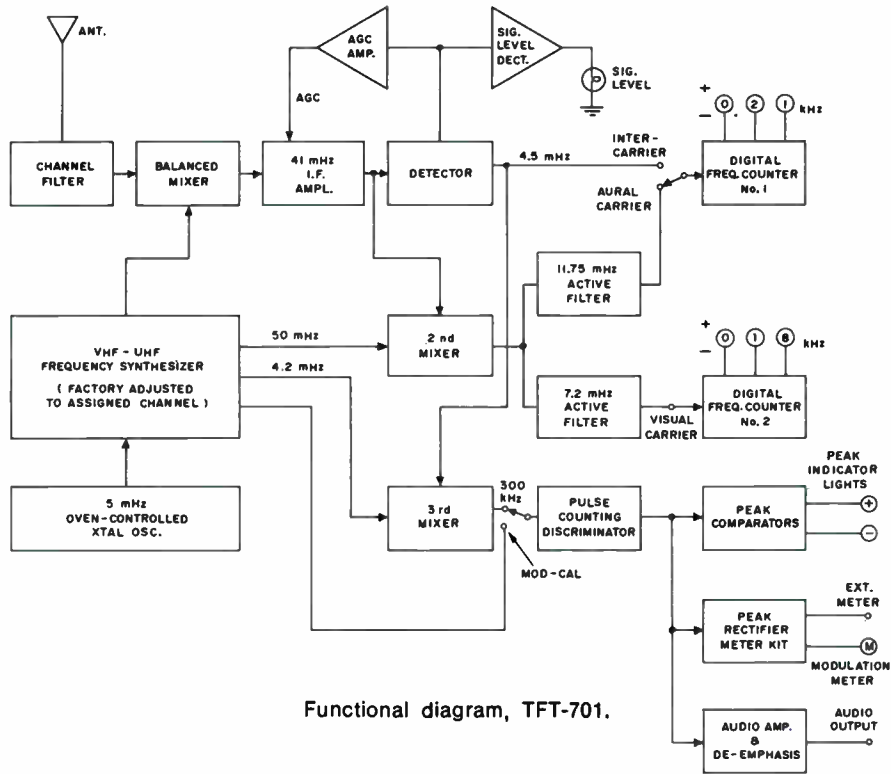 ANT.
AGC
AMP.
SIG.
LEVEL
DECT.
SIG.
LEVEL
AGC
+
-
0 . 2 1 kHz
CHANNEL
FILTER
BALANCED
MIXER
41 mHz
I.F.
AMPL.
DETECTOR
4.5 mHz
INTER-
CARRIER
AURAL
CARRIER
DIGITAL
FREQ. COUNTER
No. 1
11.75 mHz
ACTIVE
FILTER
VHF - UHF
FREQUENCY SYNTHESIZER
( FACTORY ADJUSTED
TO ASSIGNED CHANNEL )
50 mHz
4.2 mHz
2nd
MIXER
+
-
0 1 8 kHz
7.2 mHz
ACTIVE
FILTER
VISUAL
CARRIER
DIGITAL
FREQ. COUNTER
No. 2
5 mHz
OVEN-CONTROLLED
XTAL OSC.
3rd
MIXER
300
kHz
MOD-CAL
PULSE
COUNTING
DISCRIMINATOR
PEAK
COMPARATORS
PEAK
INDICATOR
LIGHTS
+
-
PEAK
RECTIFIER
METER KIT
EXT.
METER
M
MODULATION
METER
AUDIO AMP.
&
DE-EMPHASIS
AUDIO
OUTPUT
Functional diagram, TFT-701.